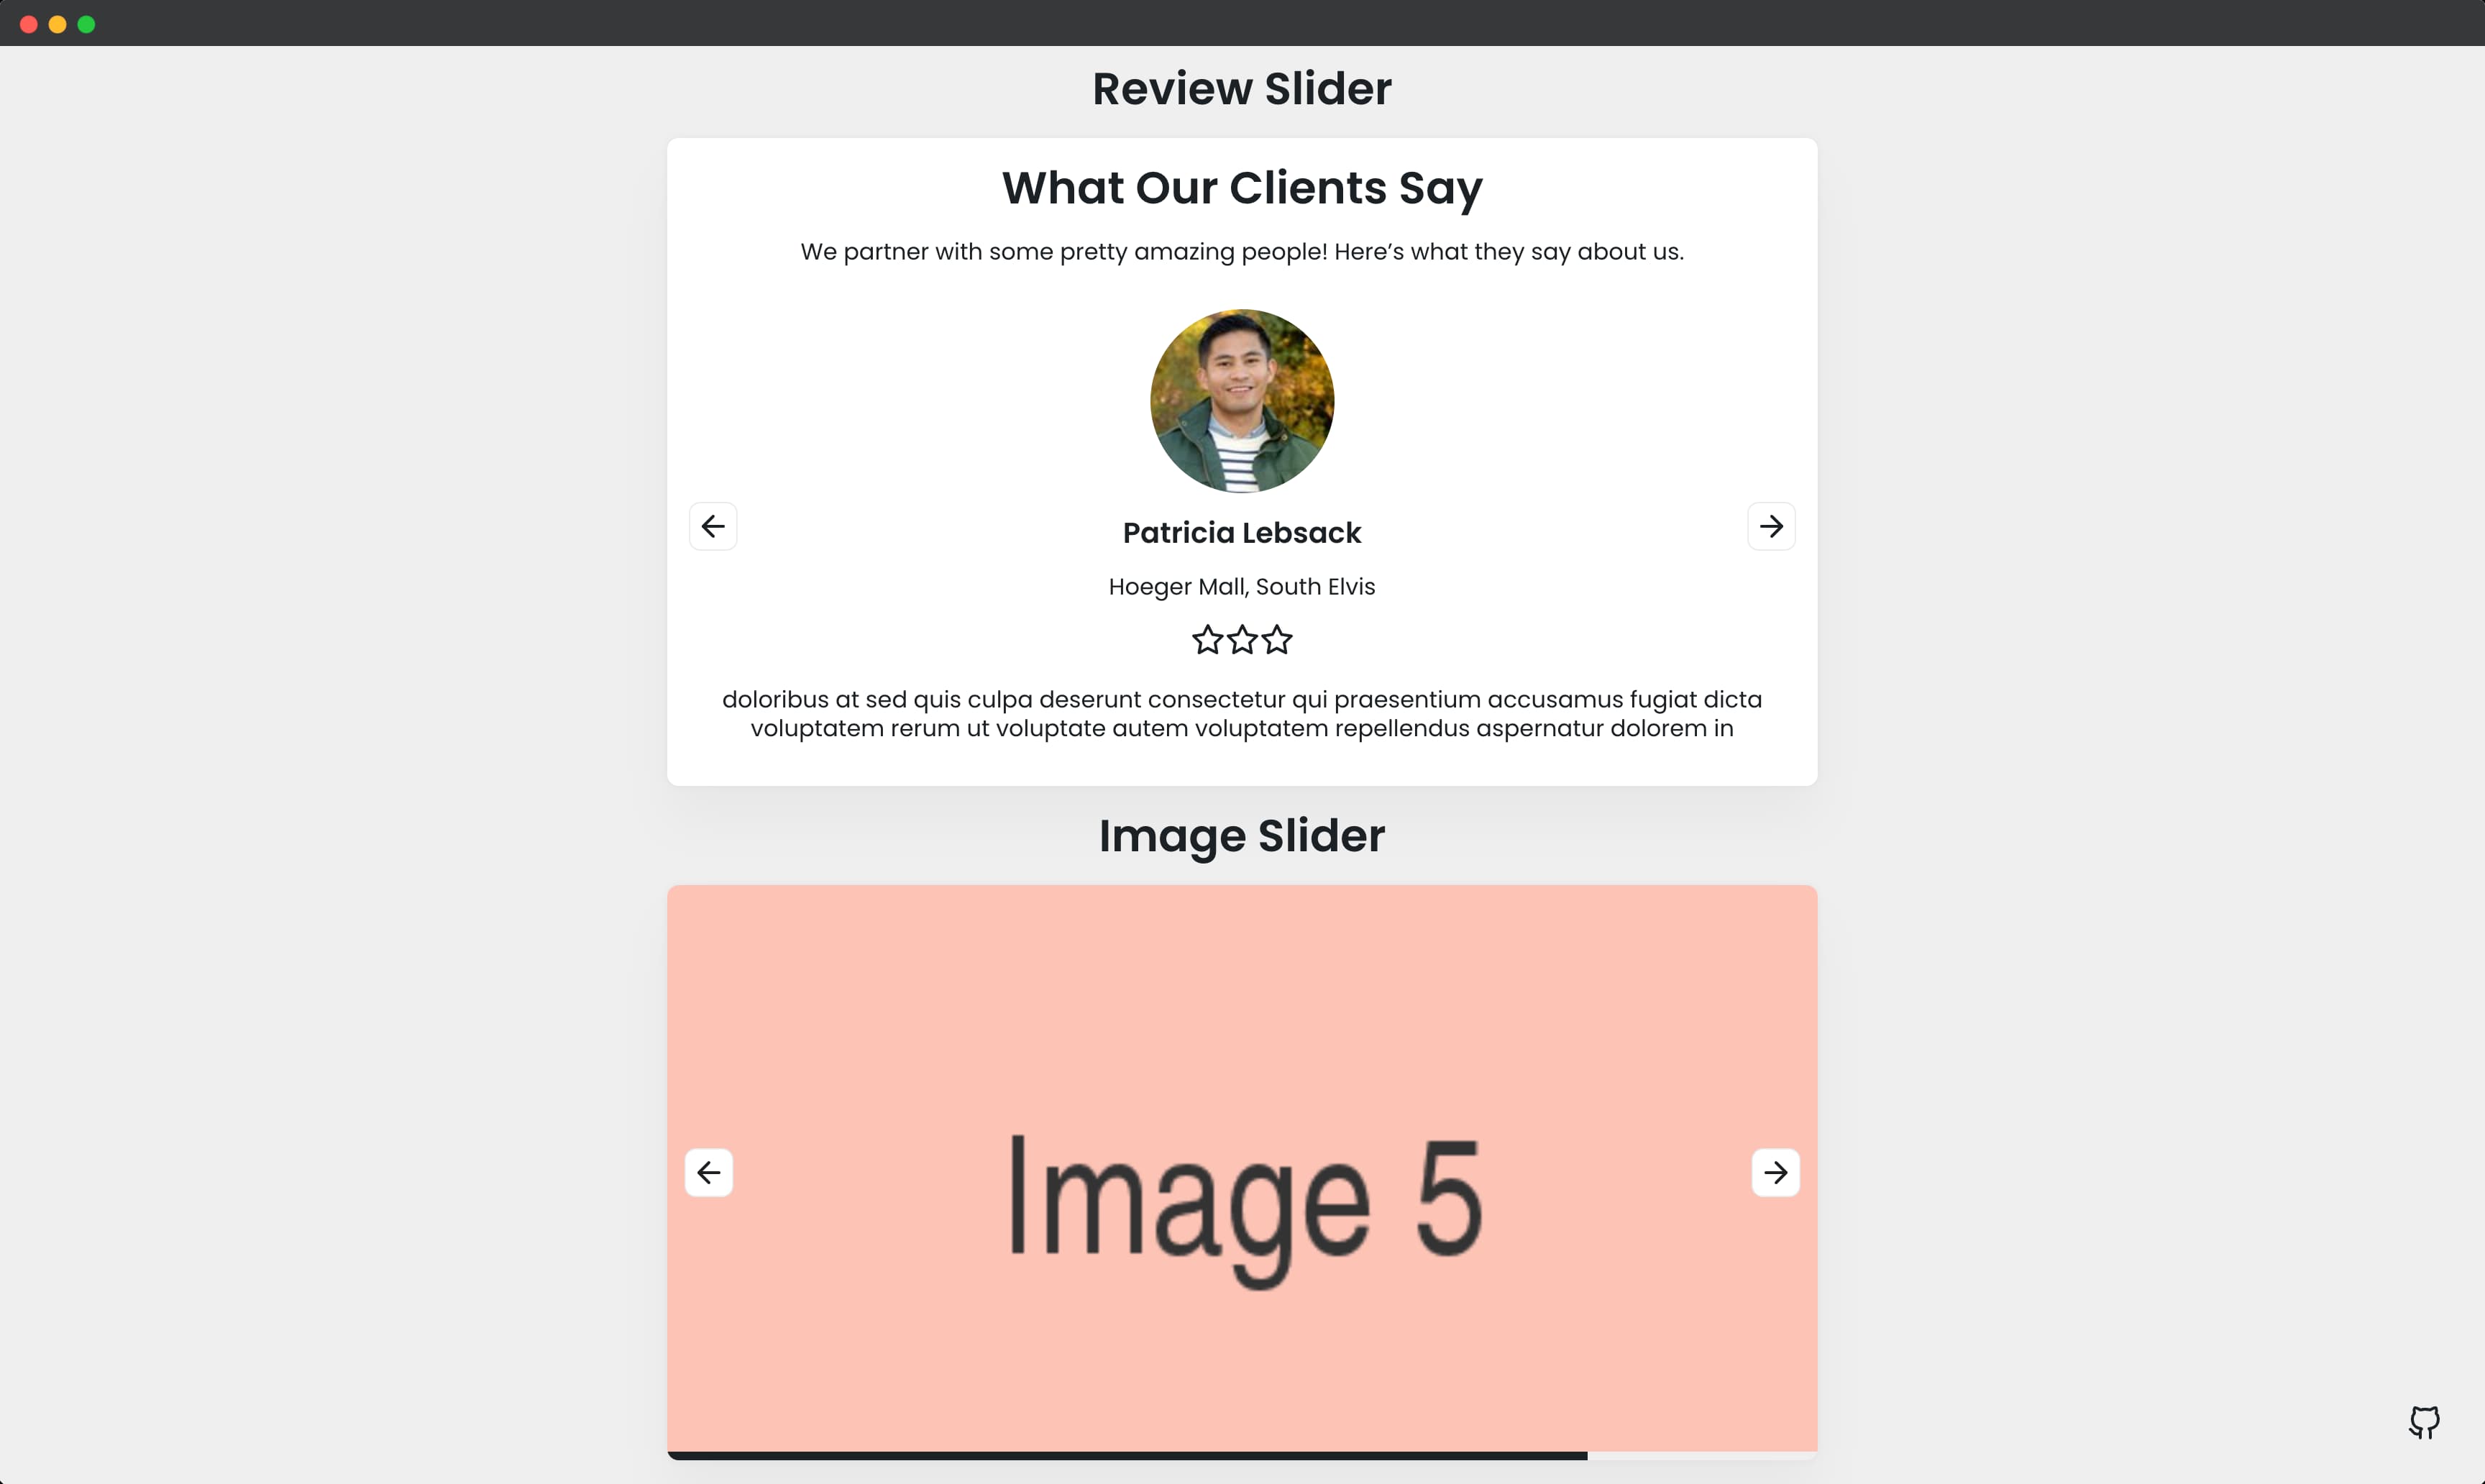 Review Slider
What Our Clients Say
We partner with some pretty amazing people! Here’s what they say about us.
Patricia Lebsack
Hoeger Mall, South Elvis
doloribus at sed quis culpa deserunt consectetur qui praesentium accusamus fugiat dicta
voluptatem rerum ut voluptate autem voluptatem repellendus aspernatur dolorem in
Image Slider
Image 5